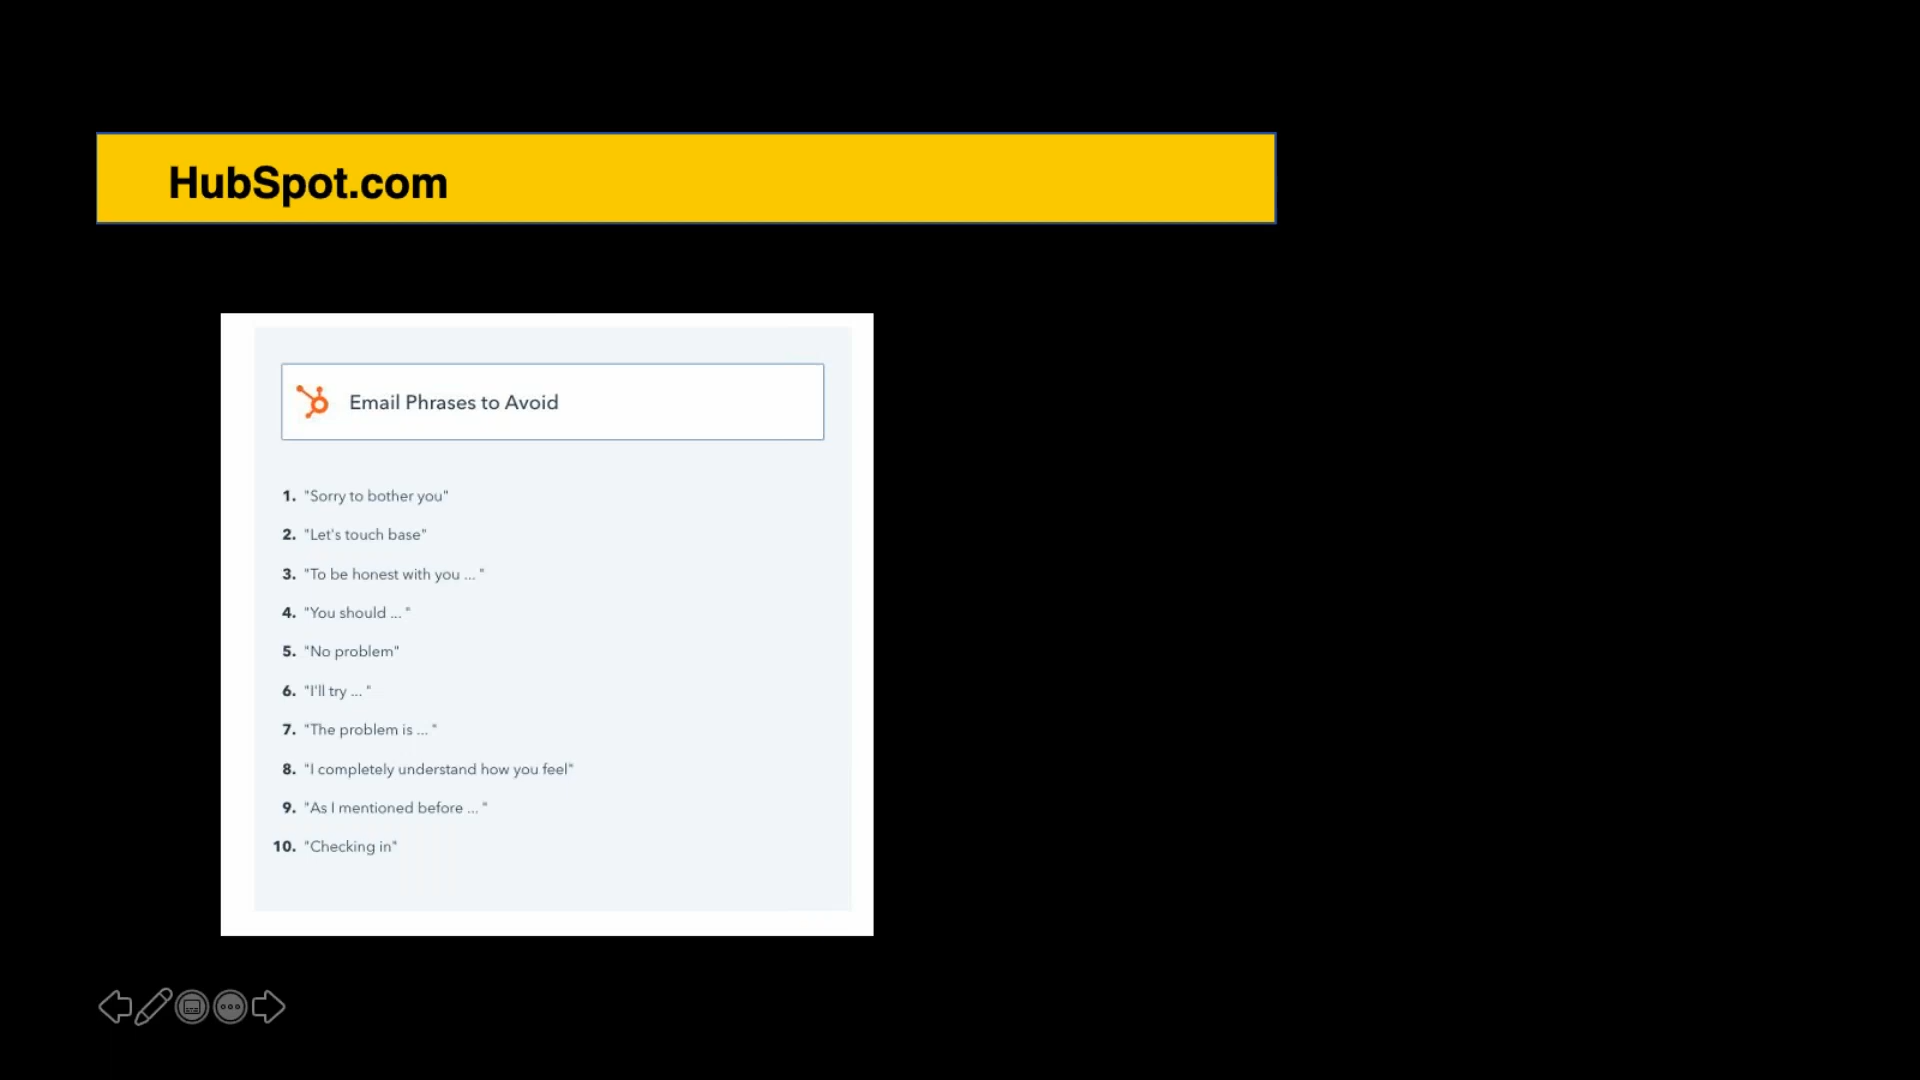 HubSpot.com
Email Phrases to Avoid
1. "Sorry to bother you"
2. "Let's touch base"
3. "To be honest with you ... "
4. "You should ... "
5. "No problem"
6. "I'll try ... "
7. "The problem is ... "
8. "I completely understand how you feel"
9. "As I mentioned before ... "
10. "Checking in"